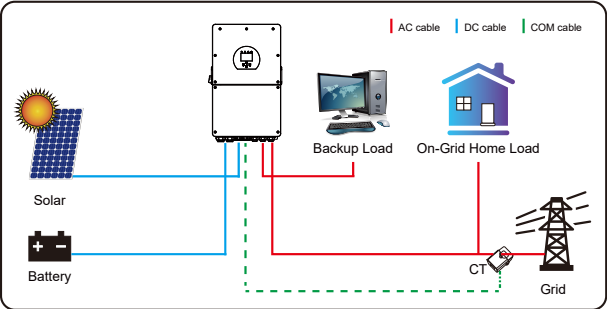 AC cable
DC cable
COM cable
Backup Load
On-Grid Home Load
Solar
Battery
CT
Grid